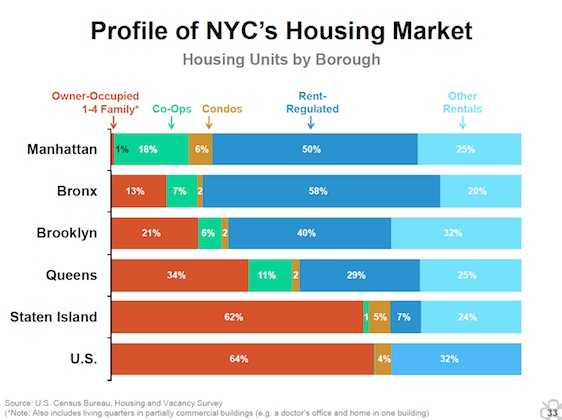 Profile of NYC's Housing Market
Housing Units by Borough
Owner-Occupied
1-4 Family*
Co-Ops
Condos
Rent-
Regulated
Other
Rentals
Manhattan 1% 18% 6% 50% 25%
Bronx 13% 7% 2 58% 20%
Brooklyn 21% 6% 2 40% 32%
Queens 34% 11% 2 29% 25%
Staten Island 62% 1 5% 7% 24%
U.S. 64% 4% 32%
Source: U.S. Census Bureau, Housing and Vacancy Survey
(*Note: Also includes living quarters in partially commercial buildings (e.g. a doctor's office and home in one building)
33